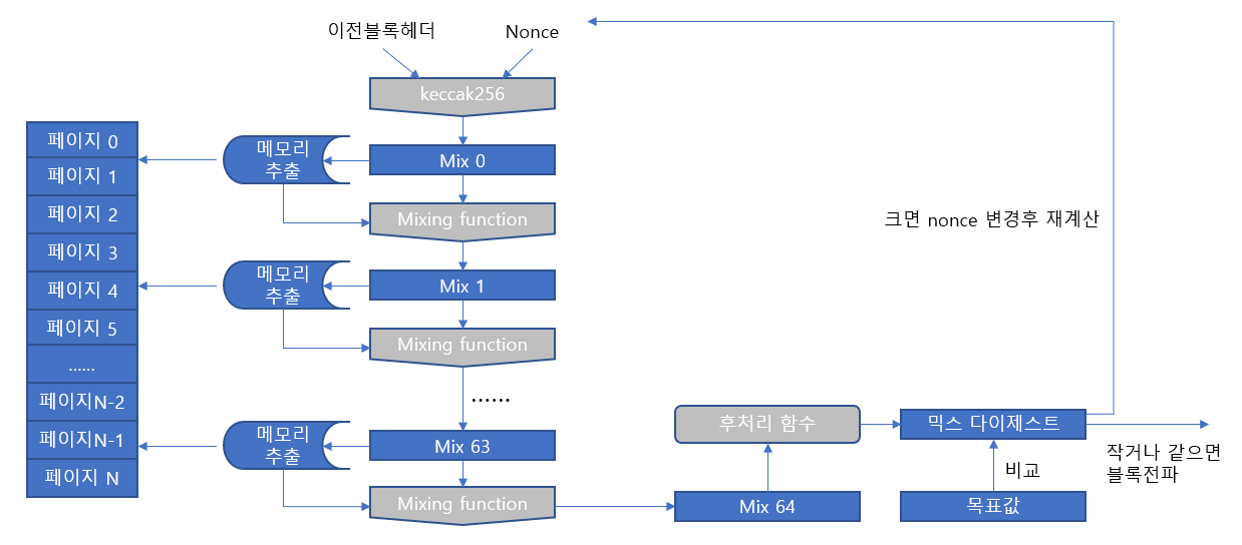 이전블록헤더
Nonce
keccak256
페이지 0
페이지 1
페이지 2
페이지 3
페이지 4
페이지 5
……
페이지N-2
페이지N-1
페이지 N
메모리
추출
Mix 0
Mixing function
메모리
추출
Mix 1
Mixing function
……
메모리
추출
Mix 63
Mixing function
Mix 64
후처리 함수
믹스 다이제스트
비교
목표값
크면 nonce 변경후 재계산
작거나 같으면
블록전파